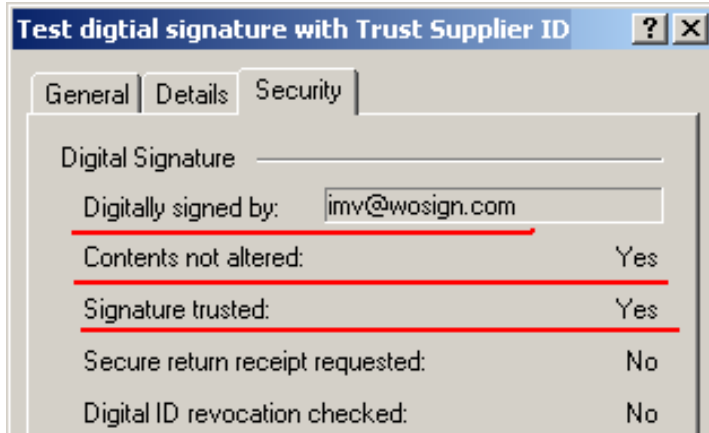 Test digtial signature with Trust Supplier ID ? X
General Details Security
Digital Signature
Digitally signed by: imv@wosign.com
Contents not altered: Yes
Signature trusted: Yes
Secure return receipt requested: No
Digital ID revocation checked: No